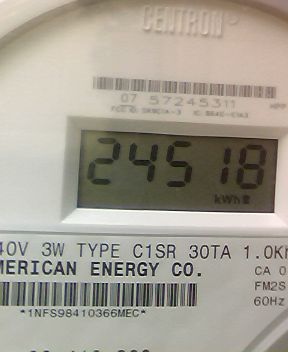 CENTRON®
07 57245311
24518
kWh
40V 3W TYPE C1SR 30TA 1.0K
MERICAN ENERGY CO.
CA 0
FM2S
60Hz
*1NFS98410366MEC*